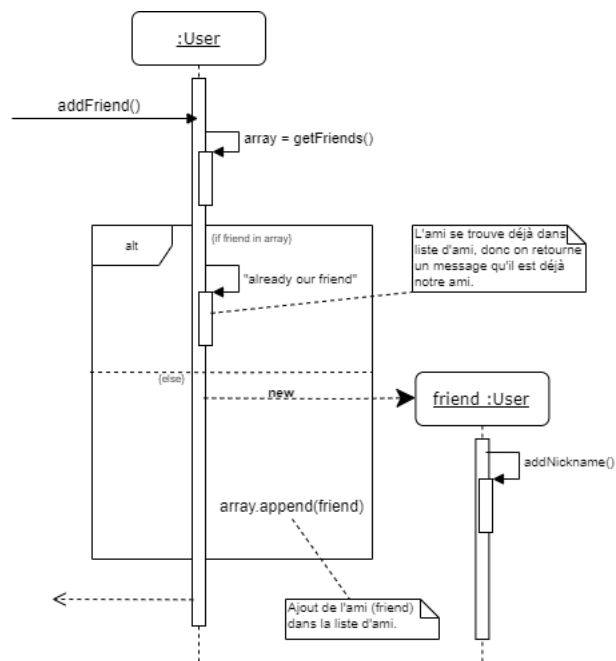 :User
addFriend()
array = getFriends()
alt
{if friend in array}
L'ami se trouve déjà dans
liste d'ami, donc on retourne
un message qu'il est déjà
notre ami.
"already our friend"
{else}
new
friend :User
addNickname()
array.append(friend)
Ajout de l'ami (friend)
dans la liste d'ami.